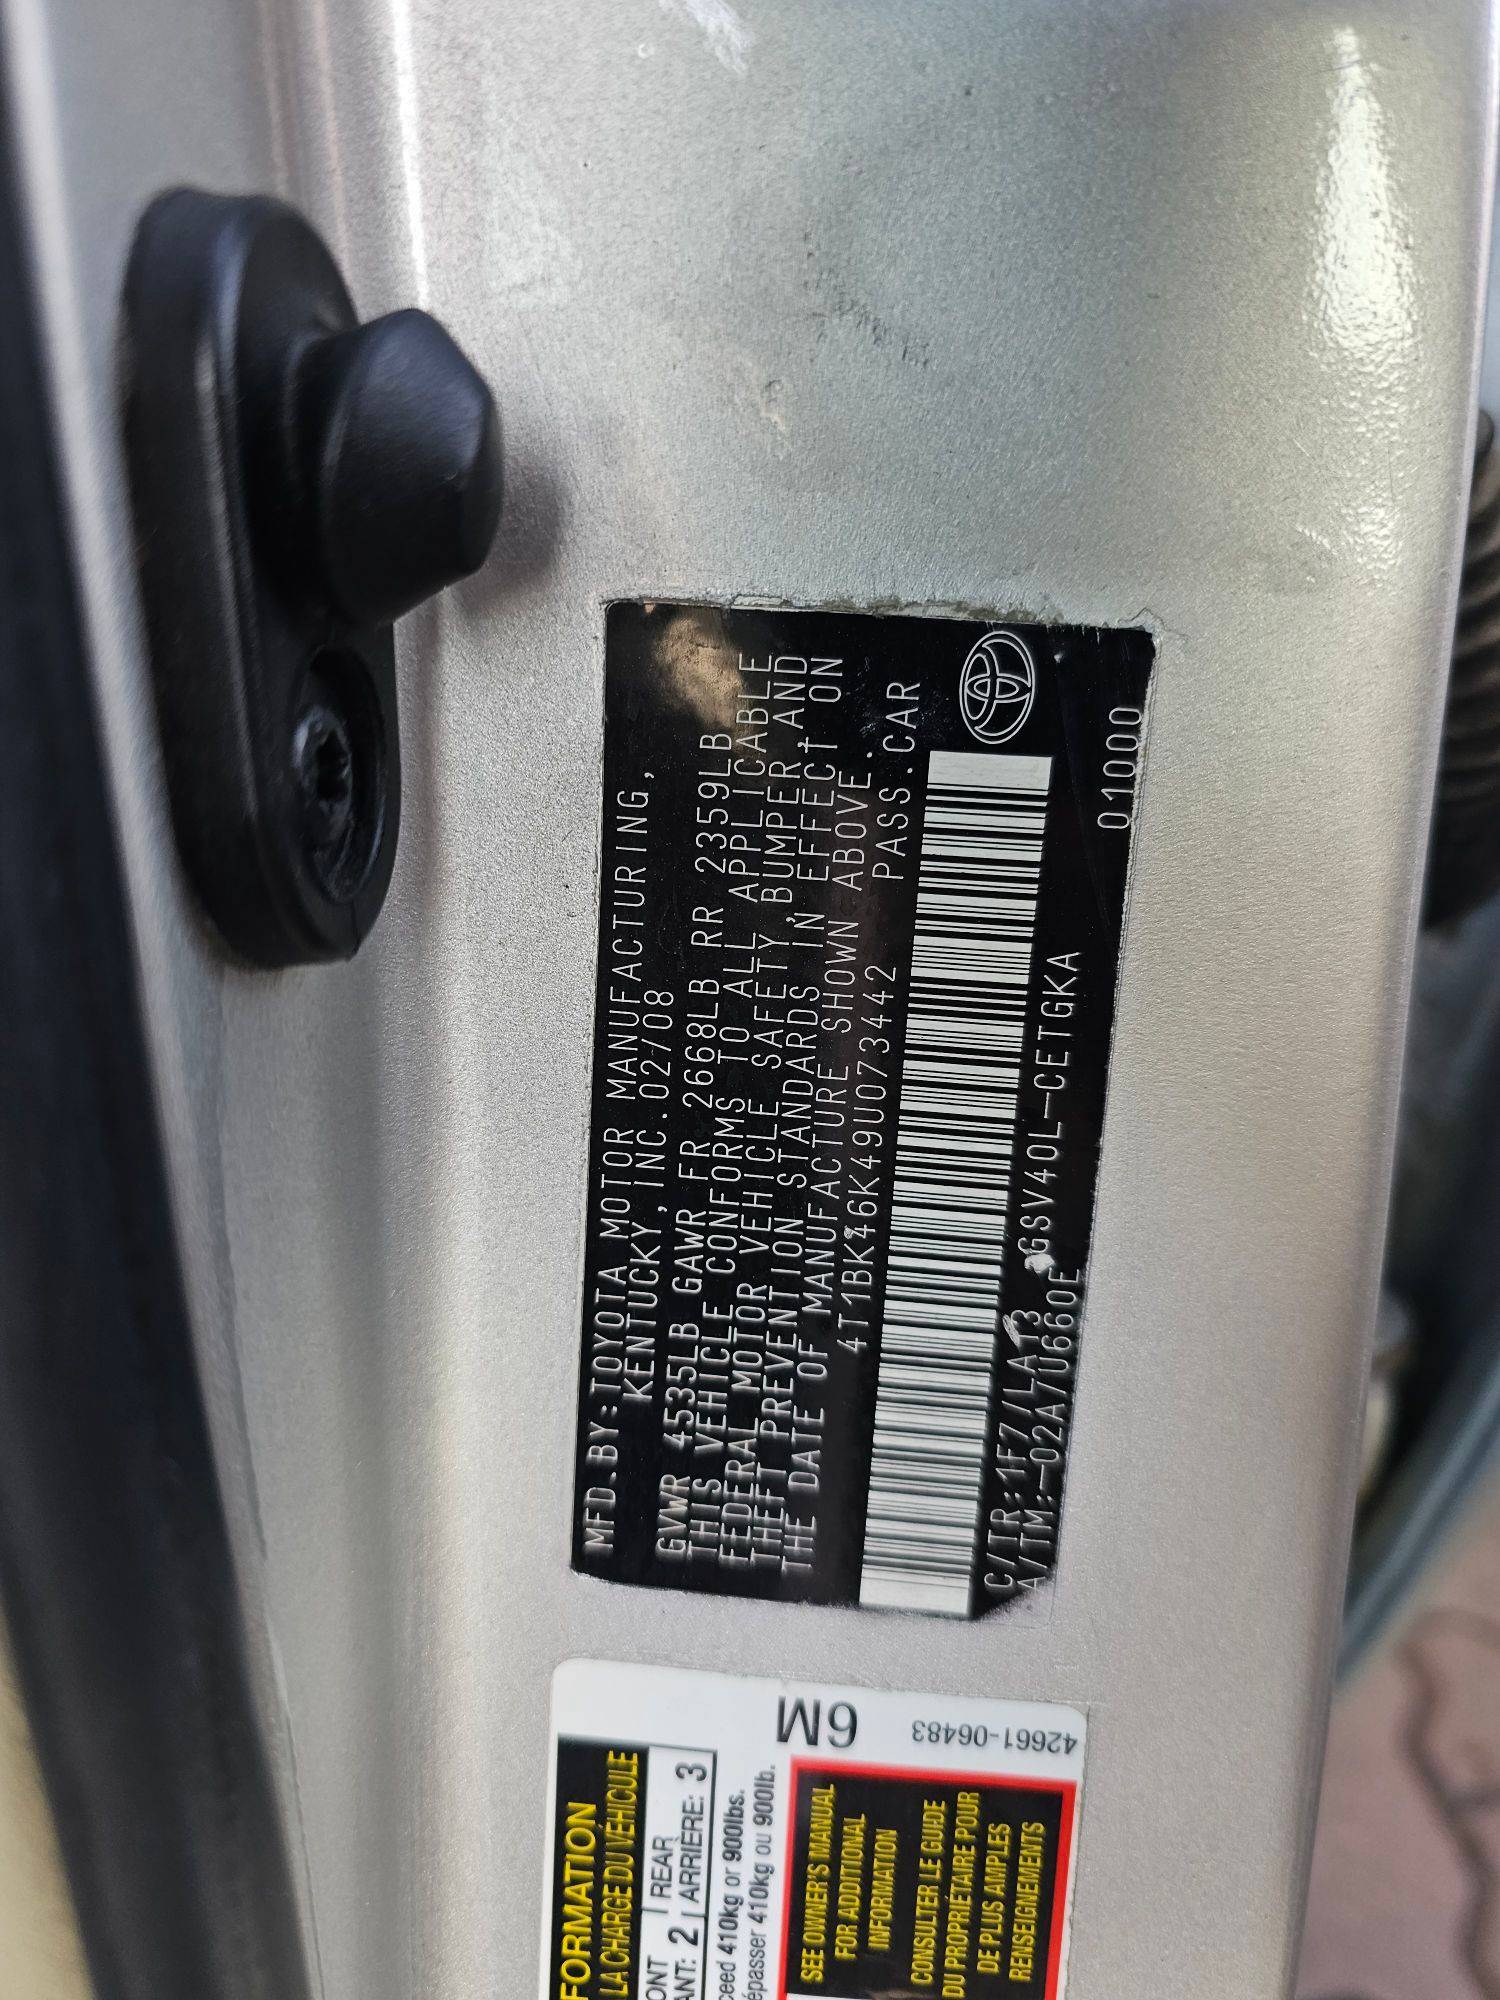 MFD.BY:TOYOTA MOTOR MANUFACTURING,
KENTUCKY,INC.02/08
GVWR 4535LB GAWR FR 2668LB RR 2359LB
THIS VEHICLE CONFORMS TO ALL APPLICABLE
FEDERAL MOTOR VEHICLE SAFETY,BUMPER,AND
THEFT PREVENTION STANDARDS IN EFFECT ON
THE DATE OF MANUFACTURE SHOWN ABOVE.
4T1BK46K49U073442 PASS.CAR
C/TR:1F7/LA13 GSV40L-CETGKA
A/TM:-02A/U660E 01000
FORMATION
LA CHARGE DU VÉHICULE
ONT REAR
ANT: 2 ARRIÈRE: 3
ceed 410kg or 900lbs.
épasser 410kg ou 900lb.
6M
42661-06483
SEE OWNER'S MANUAL
FOR ADDITIONAL
INFORMATION
CONSULTER LE GUIDE
DU PROPRIÉTAIRE POUR
DE PLUS AMPLES
RENSEIGNEMENTS